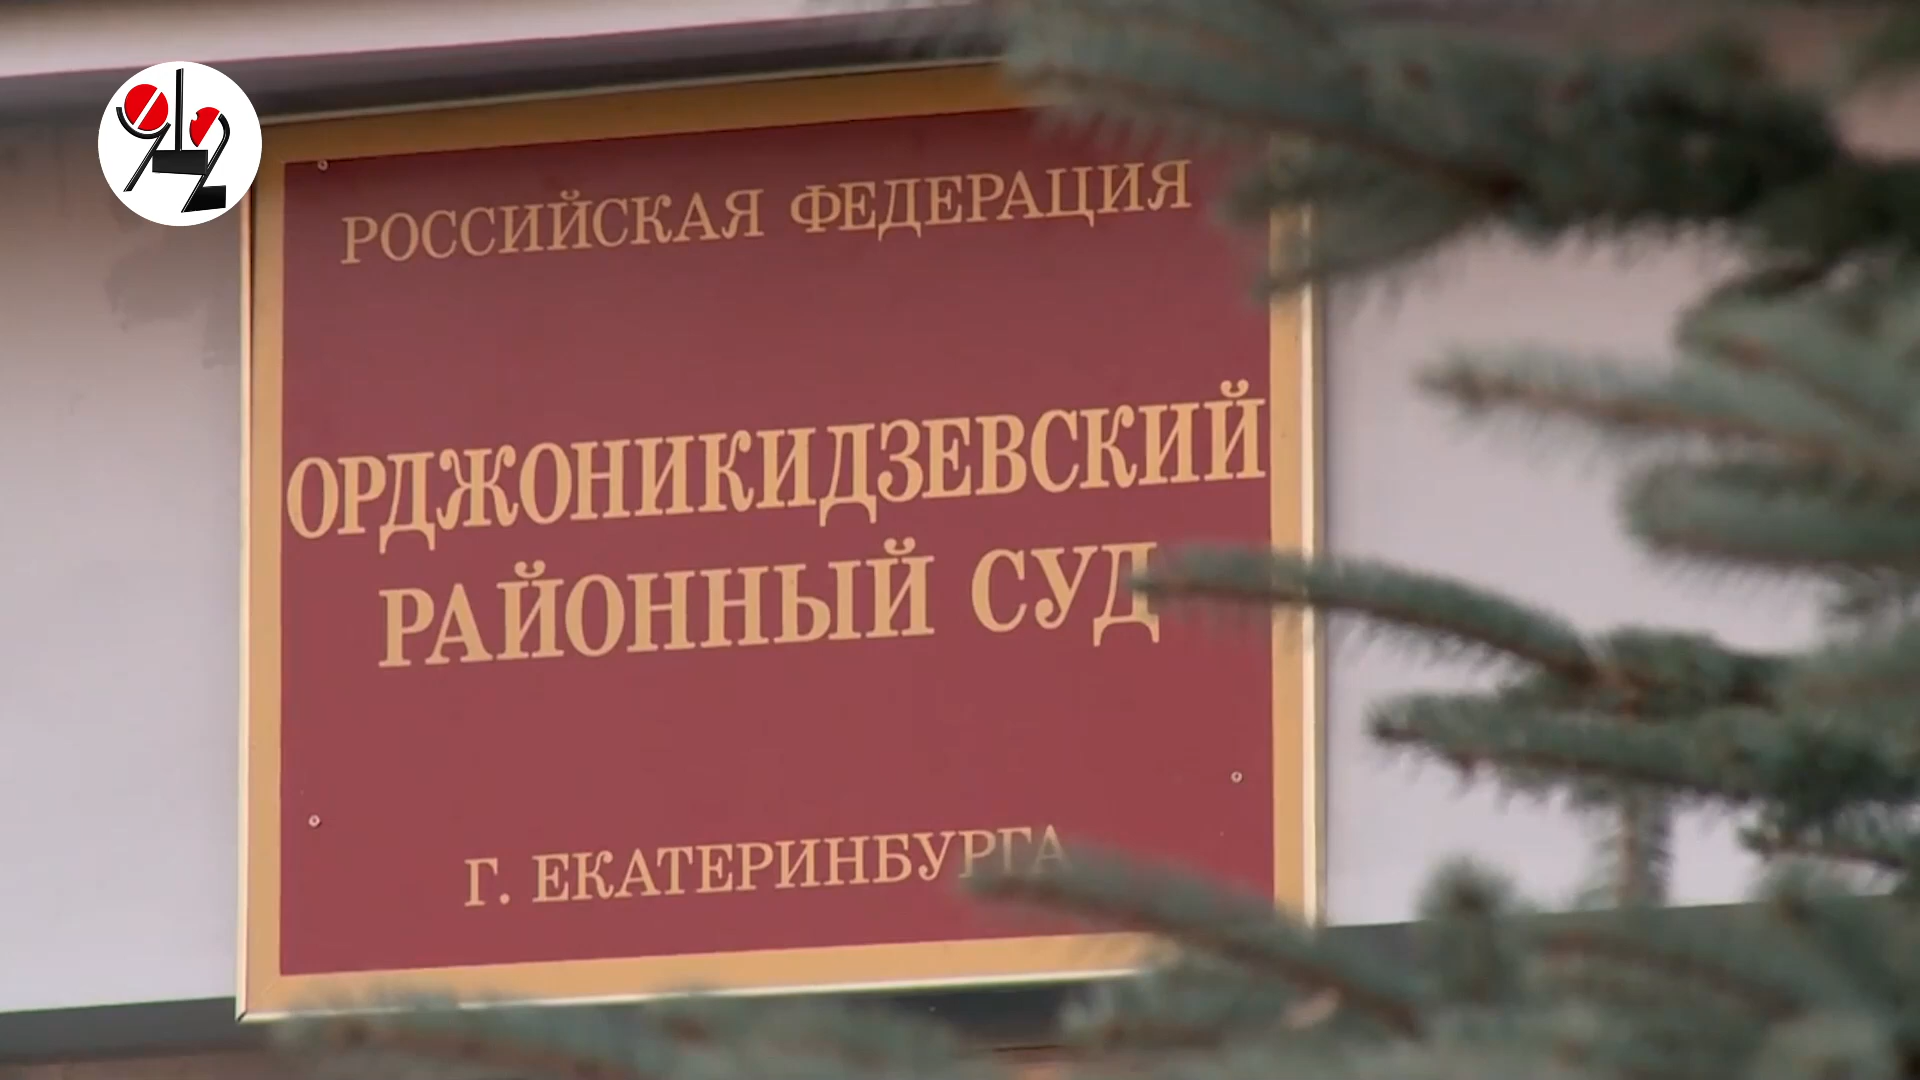 РОССИЙСКАЯ ФЕДЕРАЦИЯ
ОРДЖОНИКИДЗЕВСКИЙ
РАЙОННЫЙ СУД
Г. ЕКАТЕРИНБУРГА